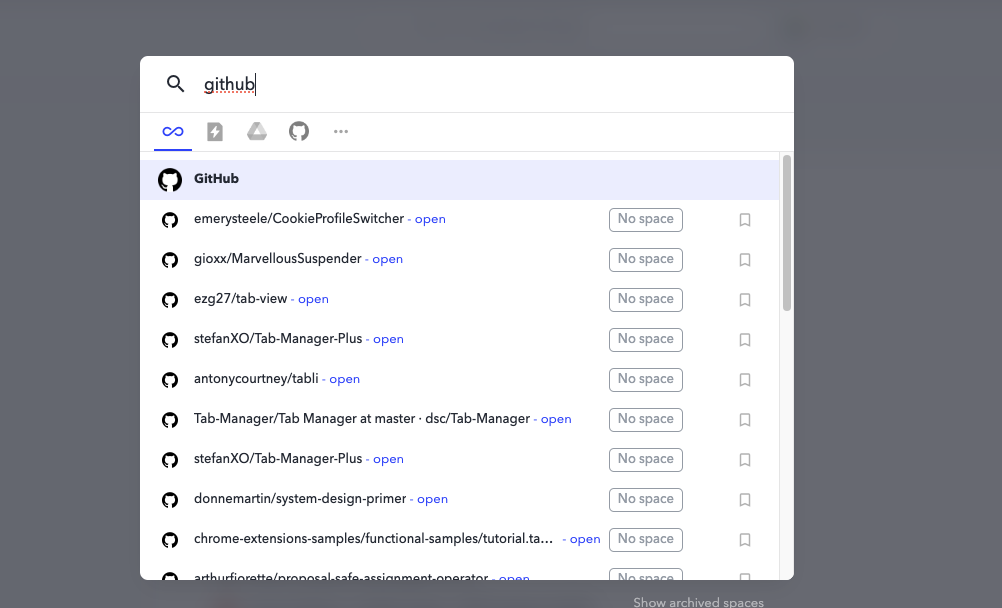 github
GitHub
emerysteele/CookieProfileSwitcher - open No space
gioxx/MarvellousSuspender - open No space
ezg27/tab-view - open No space
stefanXO/Tab-Manager-Plus - open No space
antonycourtney/tabli - open No space
Tab-Manager/Tab Manager at master · dsc/Tab-Manager - open No space
stefanXO/Tab-Manager-Plus - open No space
donnemartin/system-design-primer - open No space
chrome-extensions-samples/functional-samples/tutorial.ta... - open No space
arthurfiorette/proposal-safe-assignment-operator - open No space
Show archived spaces